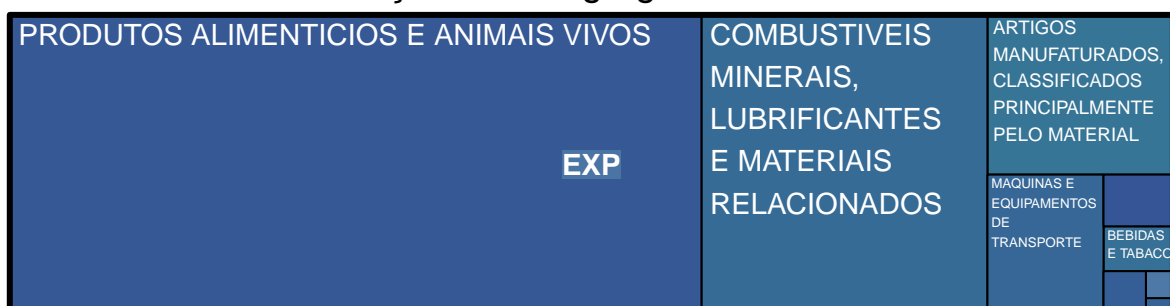 PRODUTOS ALIMENTICIOS E ANIMAIS VIVOS
EXP
COMBUSTIVEIS
MINERAIS,
LUBRIFICANTES
E MATERIAIS
RELACIONADOS
ARTIGOS
MANUFATURADOS,
CLASSIFICADOS
PRINCIPALMENTE
PELO MATERIAL
MAQUINAS E
EQUIPAMENTOS
DE
TRANSPORTE
BEBIDAS
E TABACO